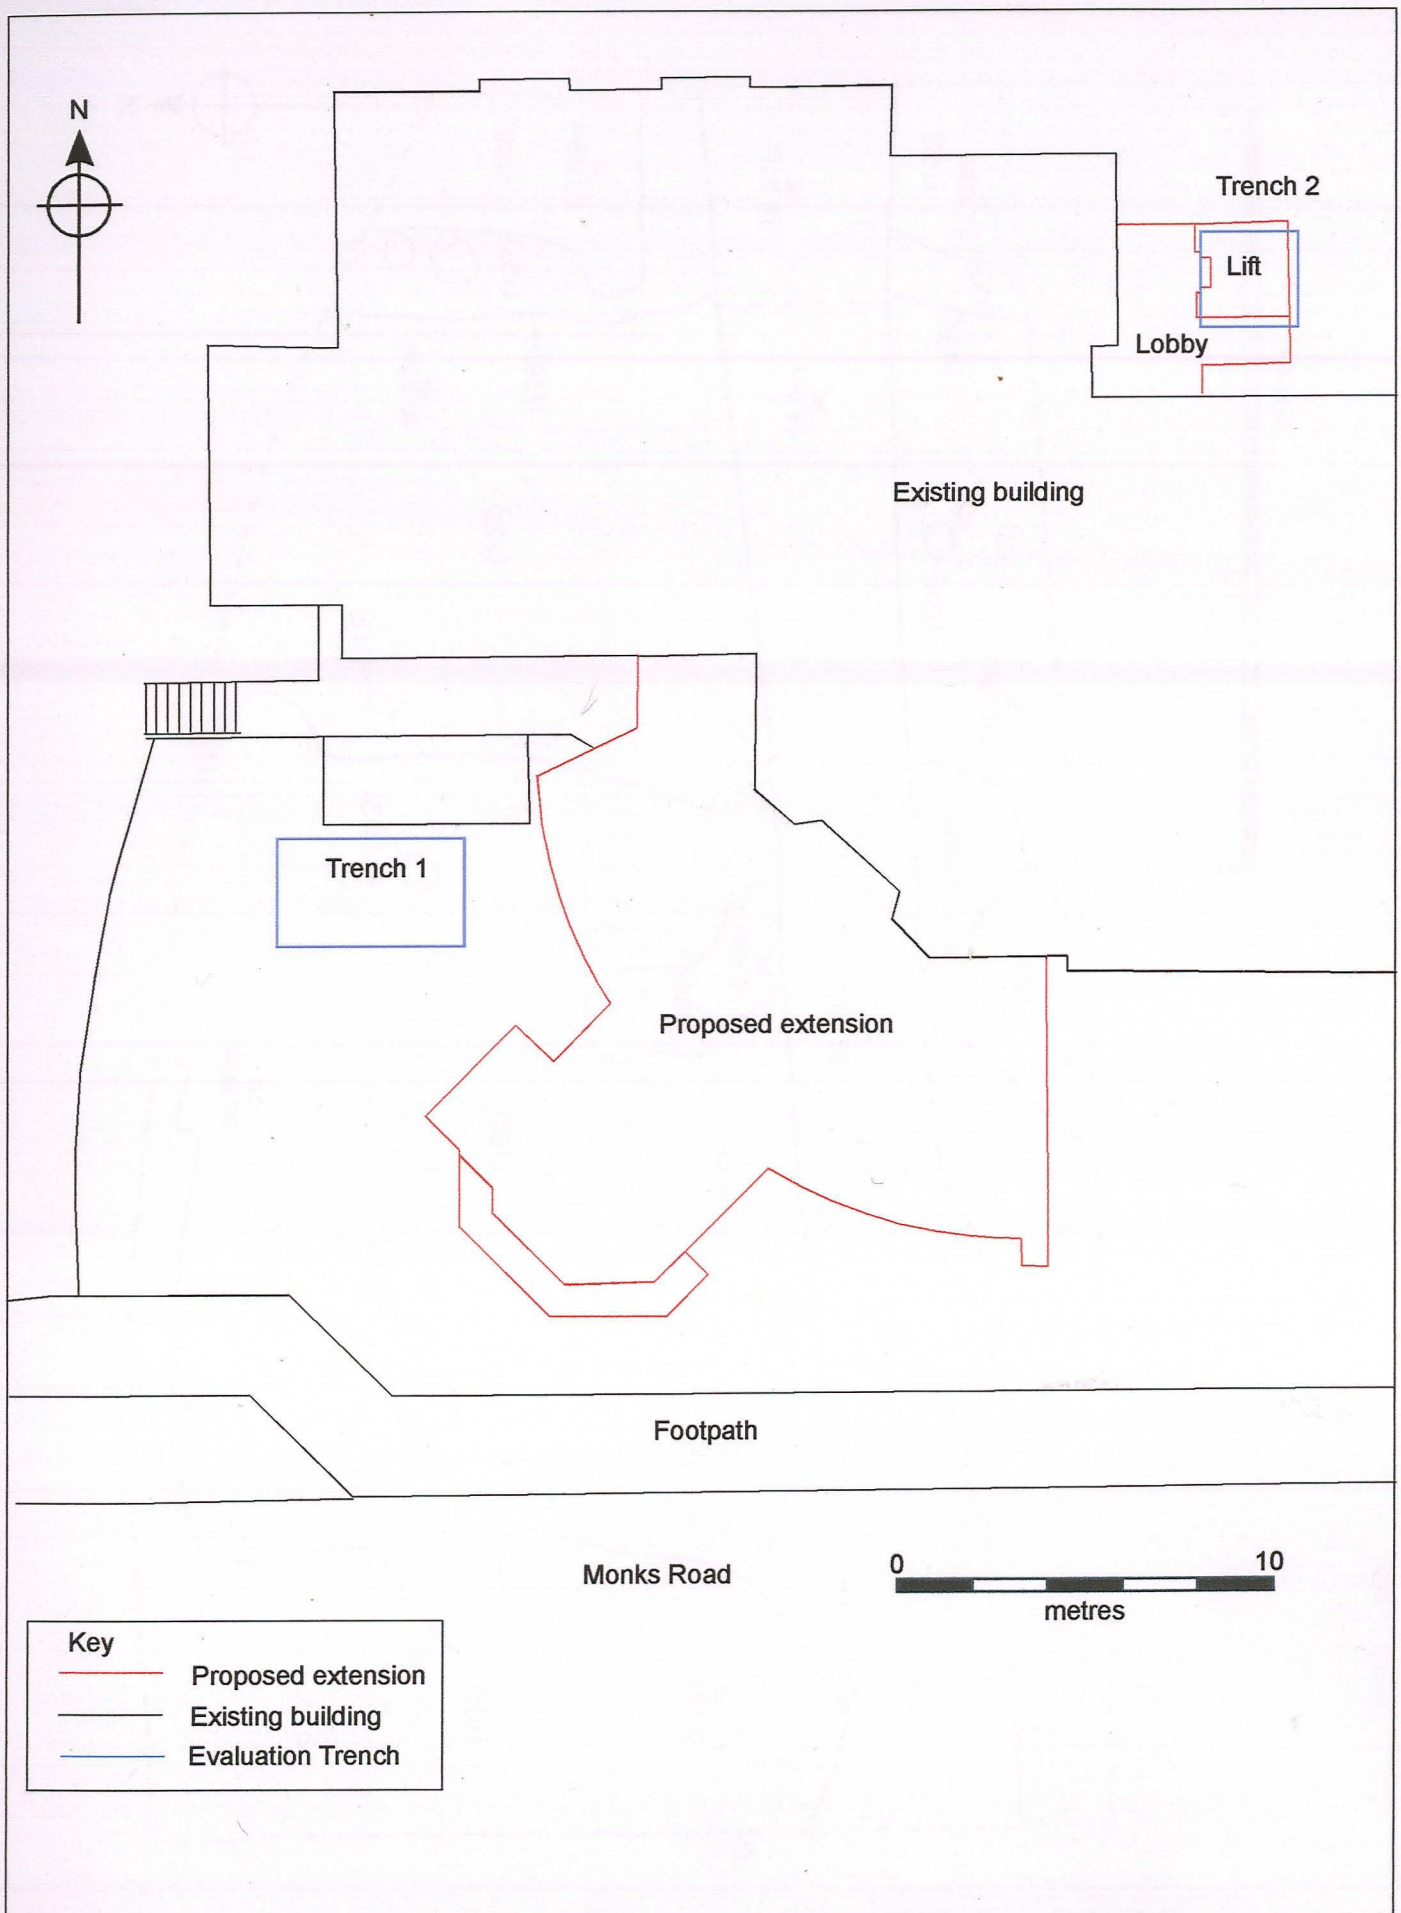 N
Trench 2
Lift
Lobby
Existing building
Trench 1
Proposed extension
Footpath
Monks Road
0 10
metres
Key
Proposed extension
Existing building
Evaluation Trench